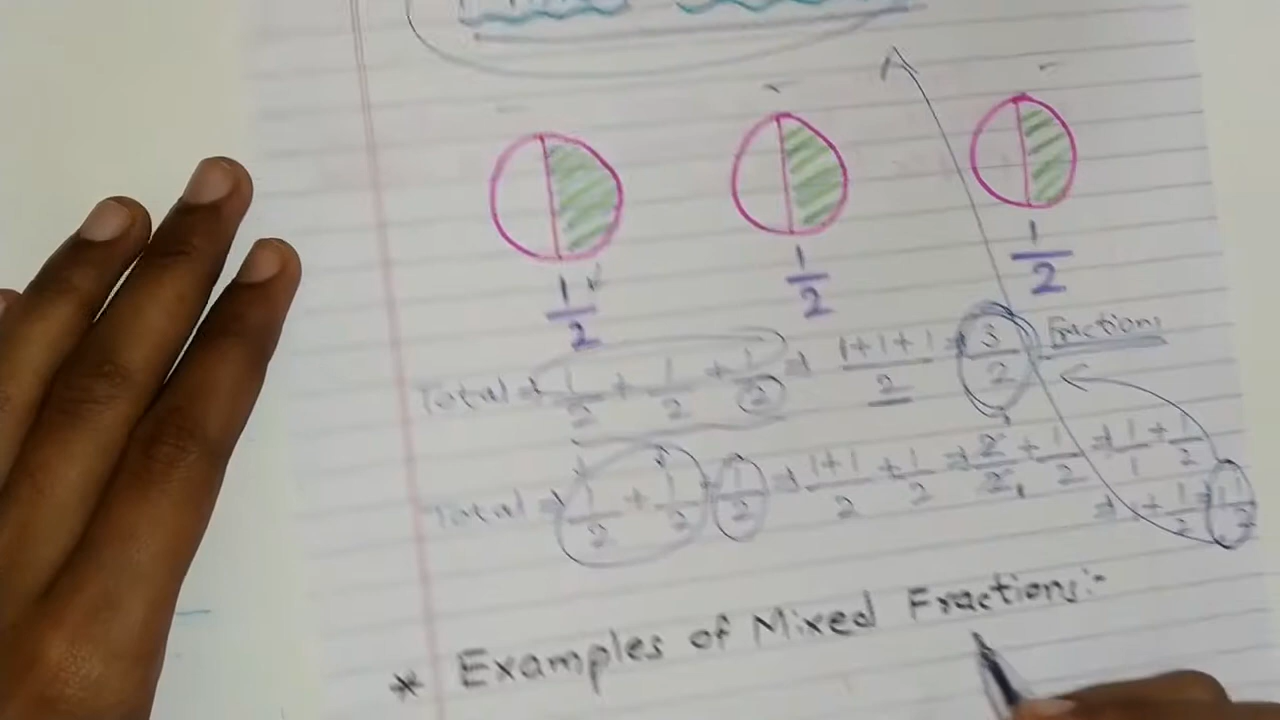 1/2 1/2 1/2
Total ⇒ 1/2 + 1/2 + 1/2 ⇒ 1+1+1/2 ⇒ 3/2 Fractions
Total ⇒ 1/2 + 1/2 + 1/2 ⇒ 1+1/2 + 1/2 ⇒ 2/2 + 1/2 ⇒ 1/1 + 1/2
⇒ 1 + 1/2 ⇒ 1 1/2
* Examples of Mixed Fractions:-